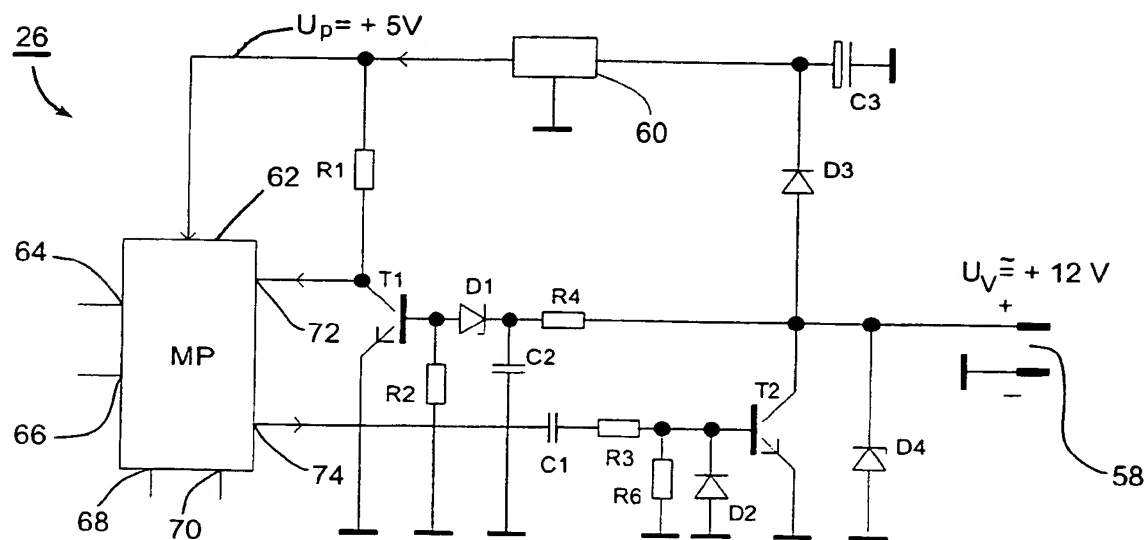 26
Up = + 5V
60
C3
R1
D3
62
64
T1
D1
R4
UV ≅ + 12 V
+
72
MP
C2
R2
T2
−
66
C1
R3
D4
58
74
R6
D2
68
70